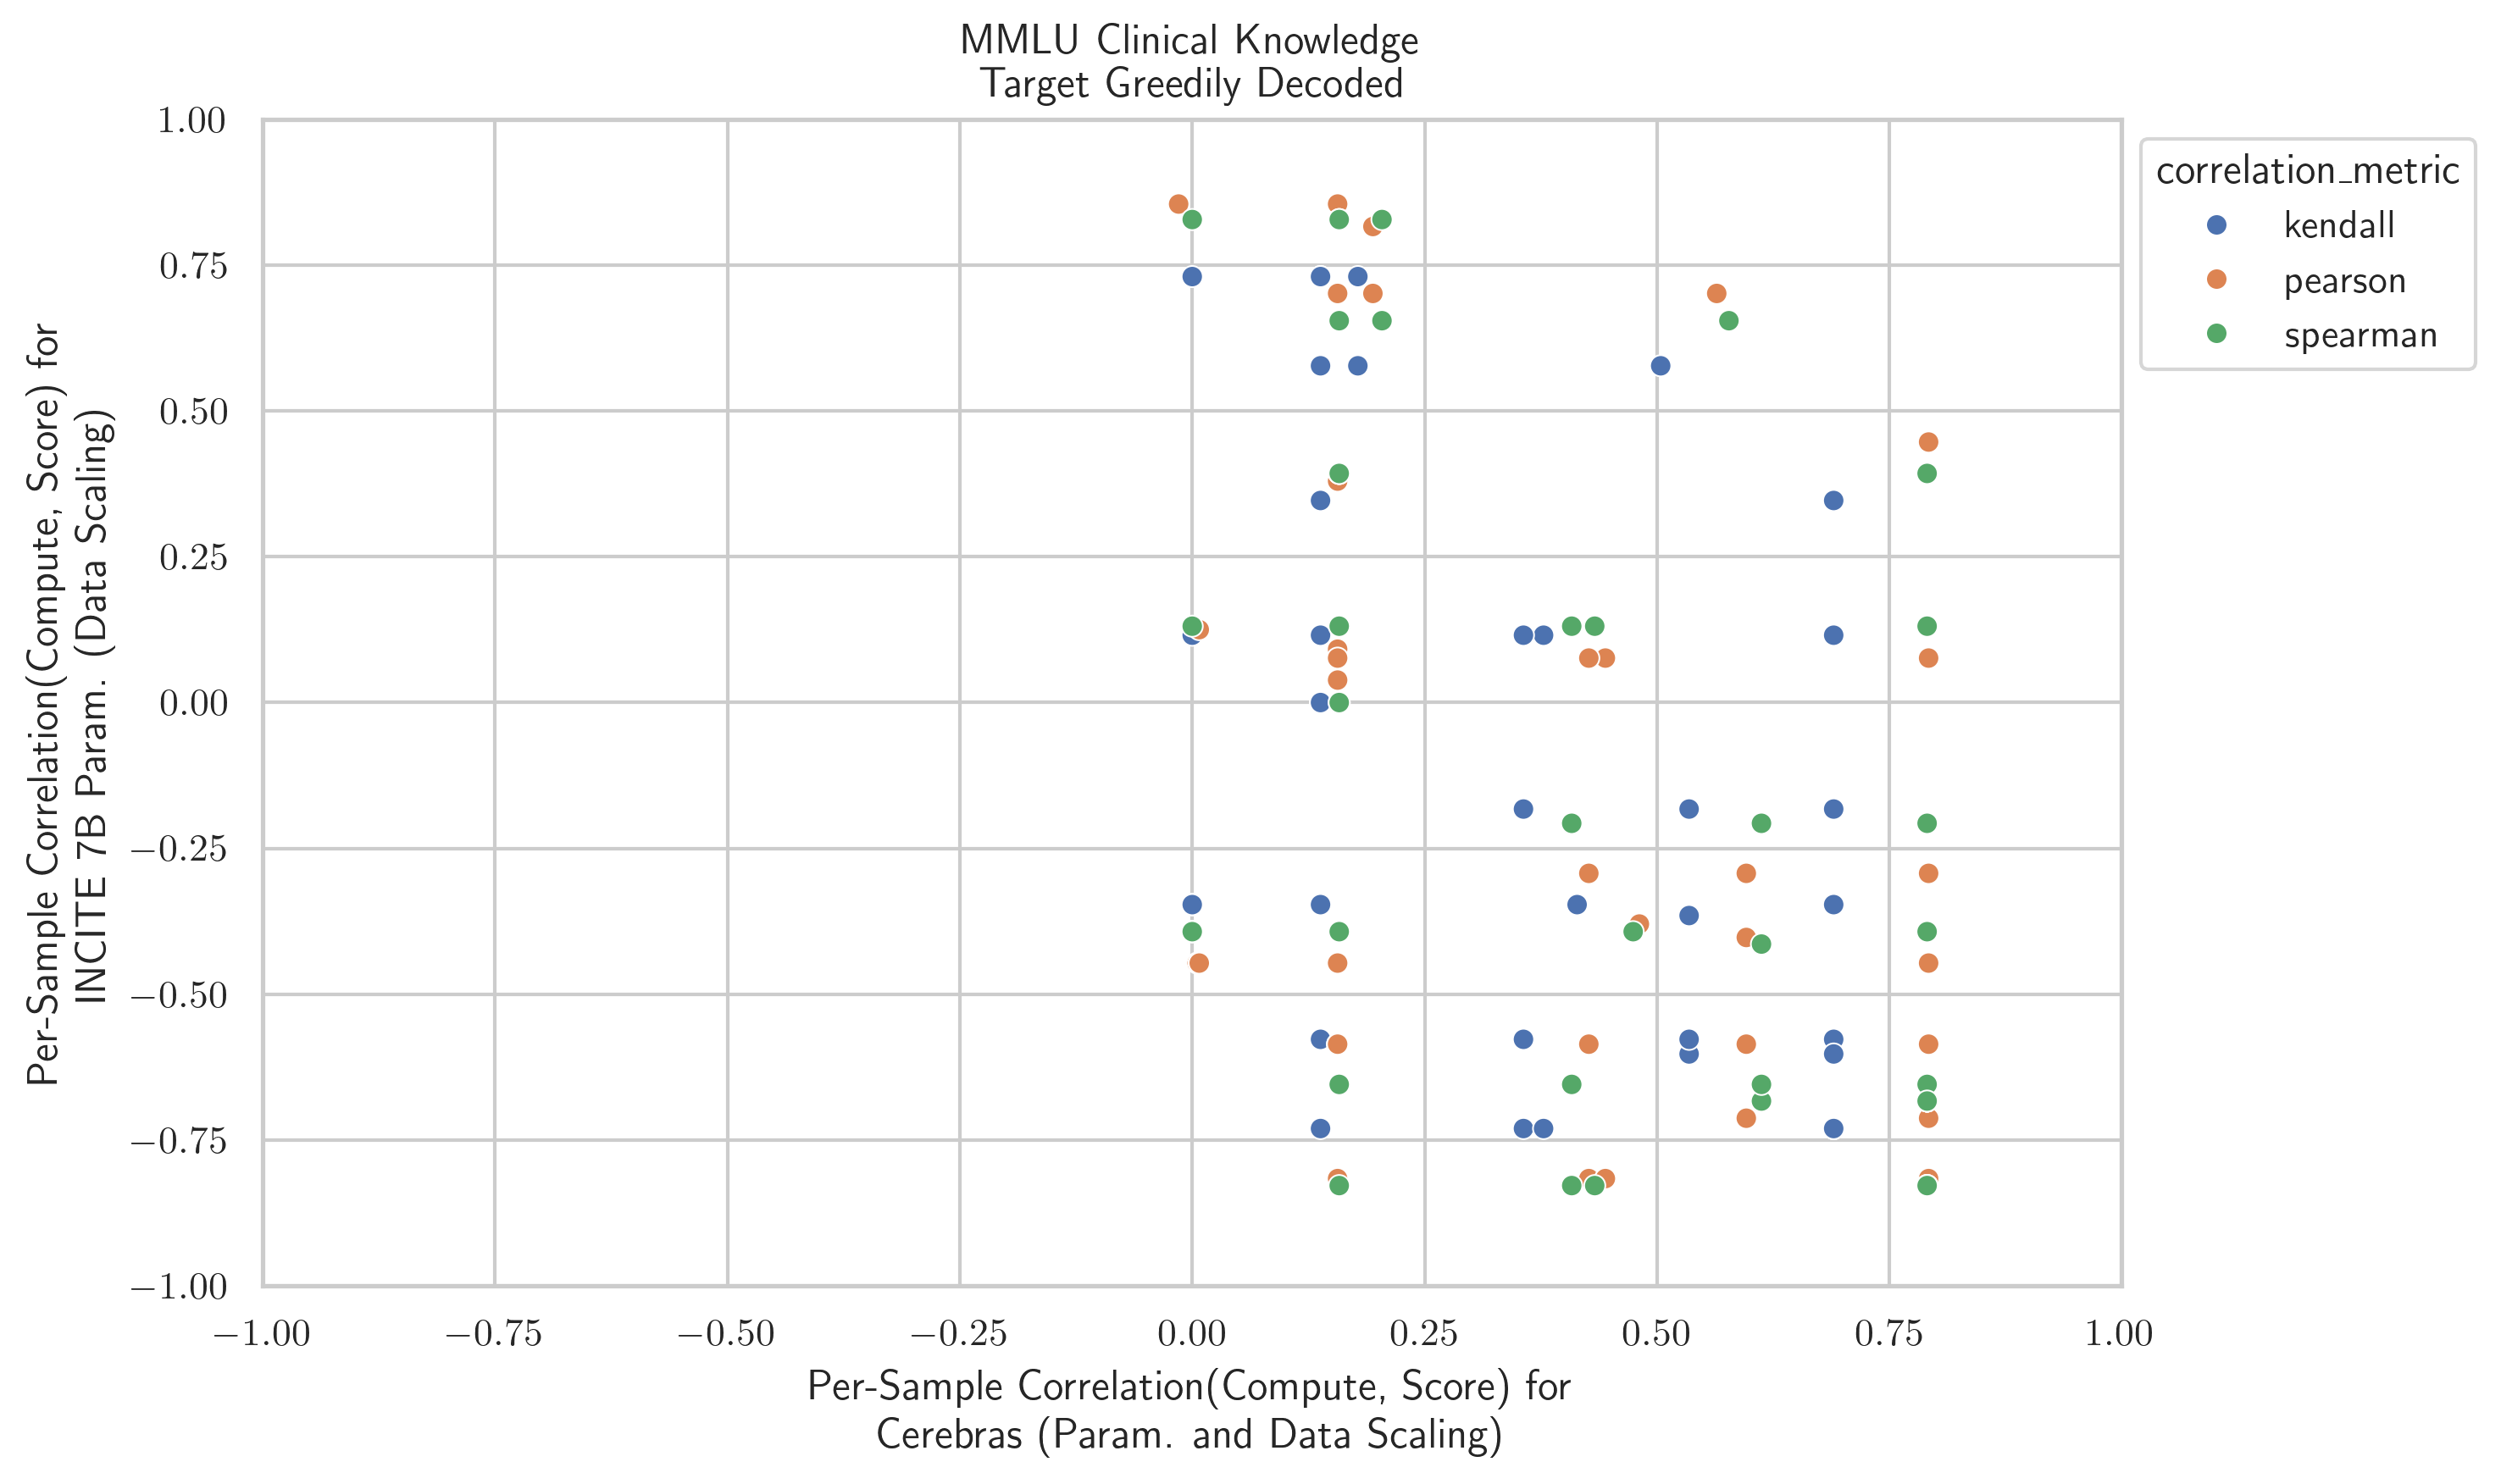 MMLU Clinical Knowledge
Target Greedily Decoded
correlation_metric
kendall
pearson
spearman
Per-Sample Correlation(Compute, Score) for
INCITE 7B Param. (Data Scaling)
1.00
0.75
0.50
0.25
0.00
−0.25
−0.50
−0.75
−1.00
−1.00
−0.75
−0.50
−0.25
0.00
0.25
0.50
0.75
1.00
Per-Sample Correlation(Compute, Score) for
Cerebras (Param. and Data Scaling)